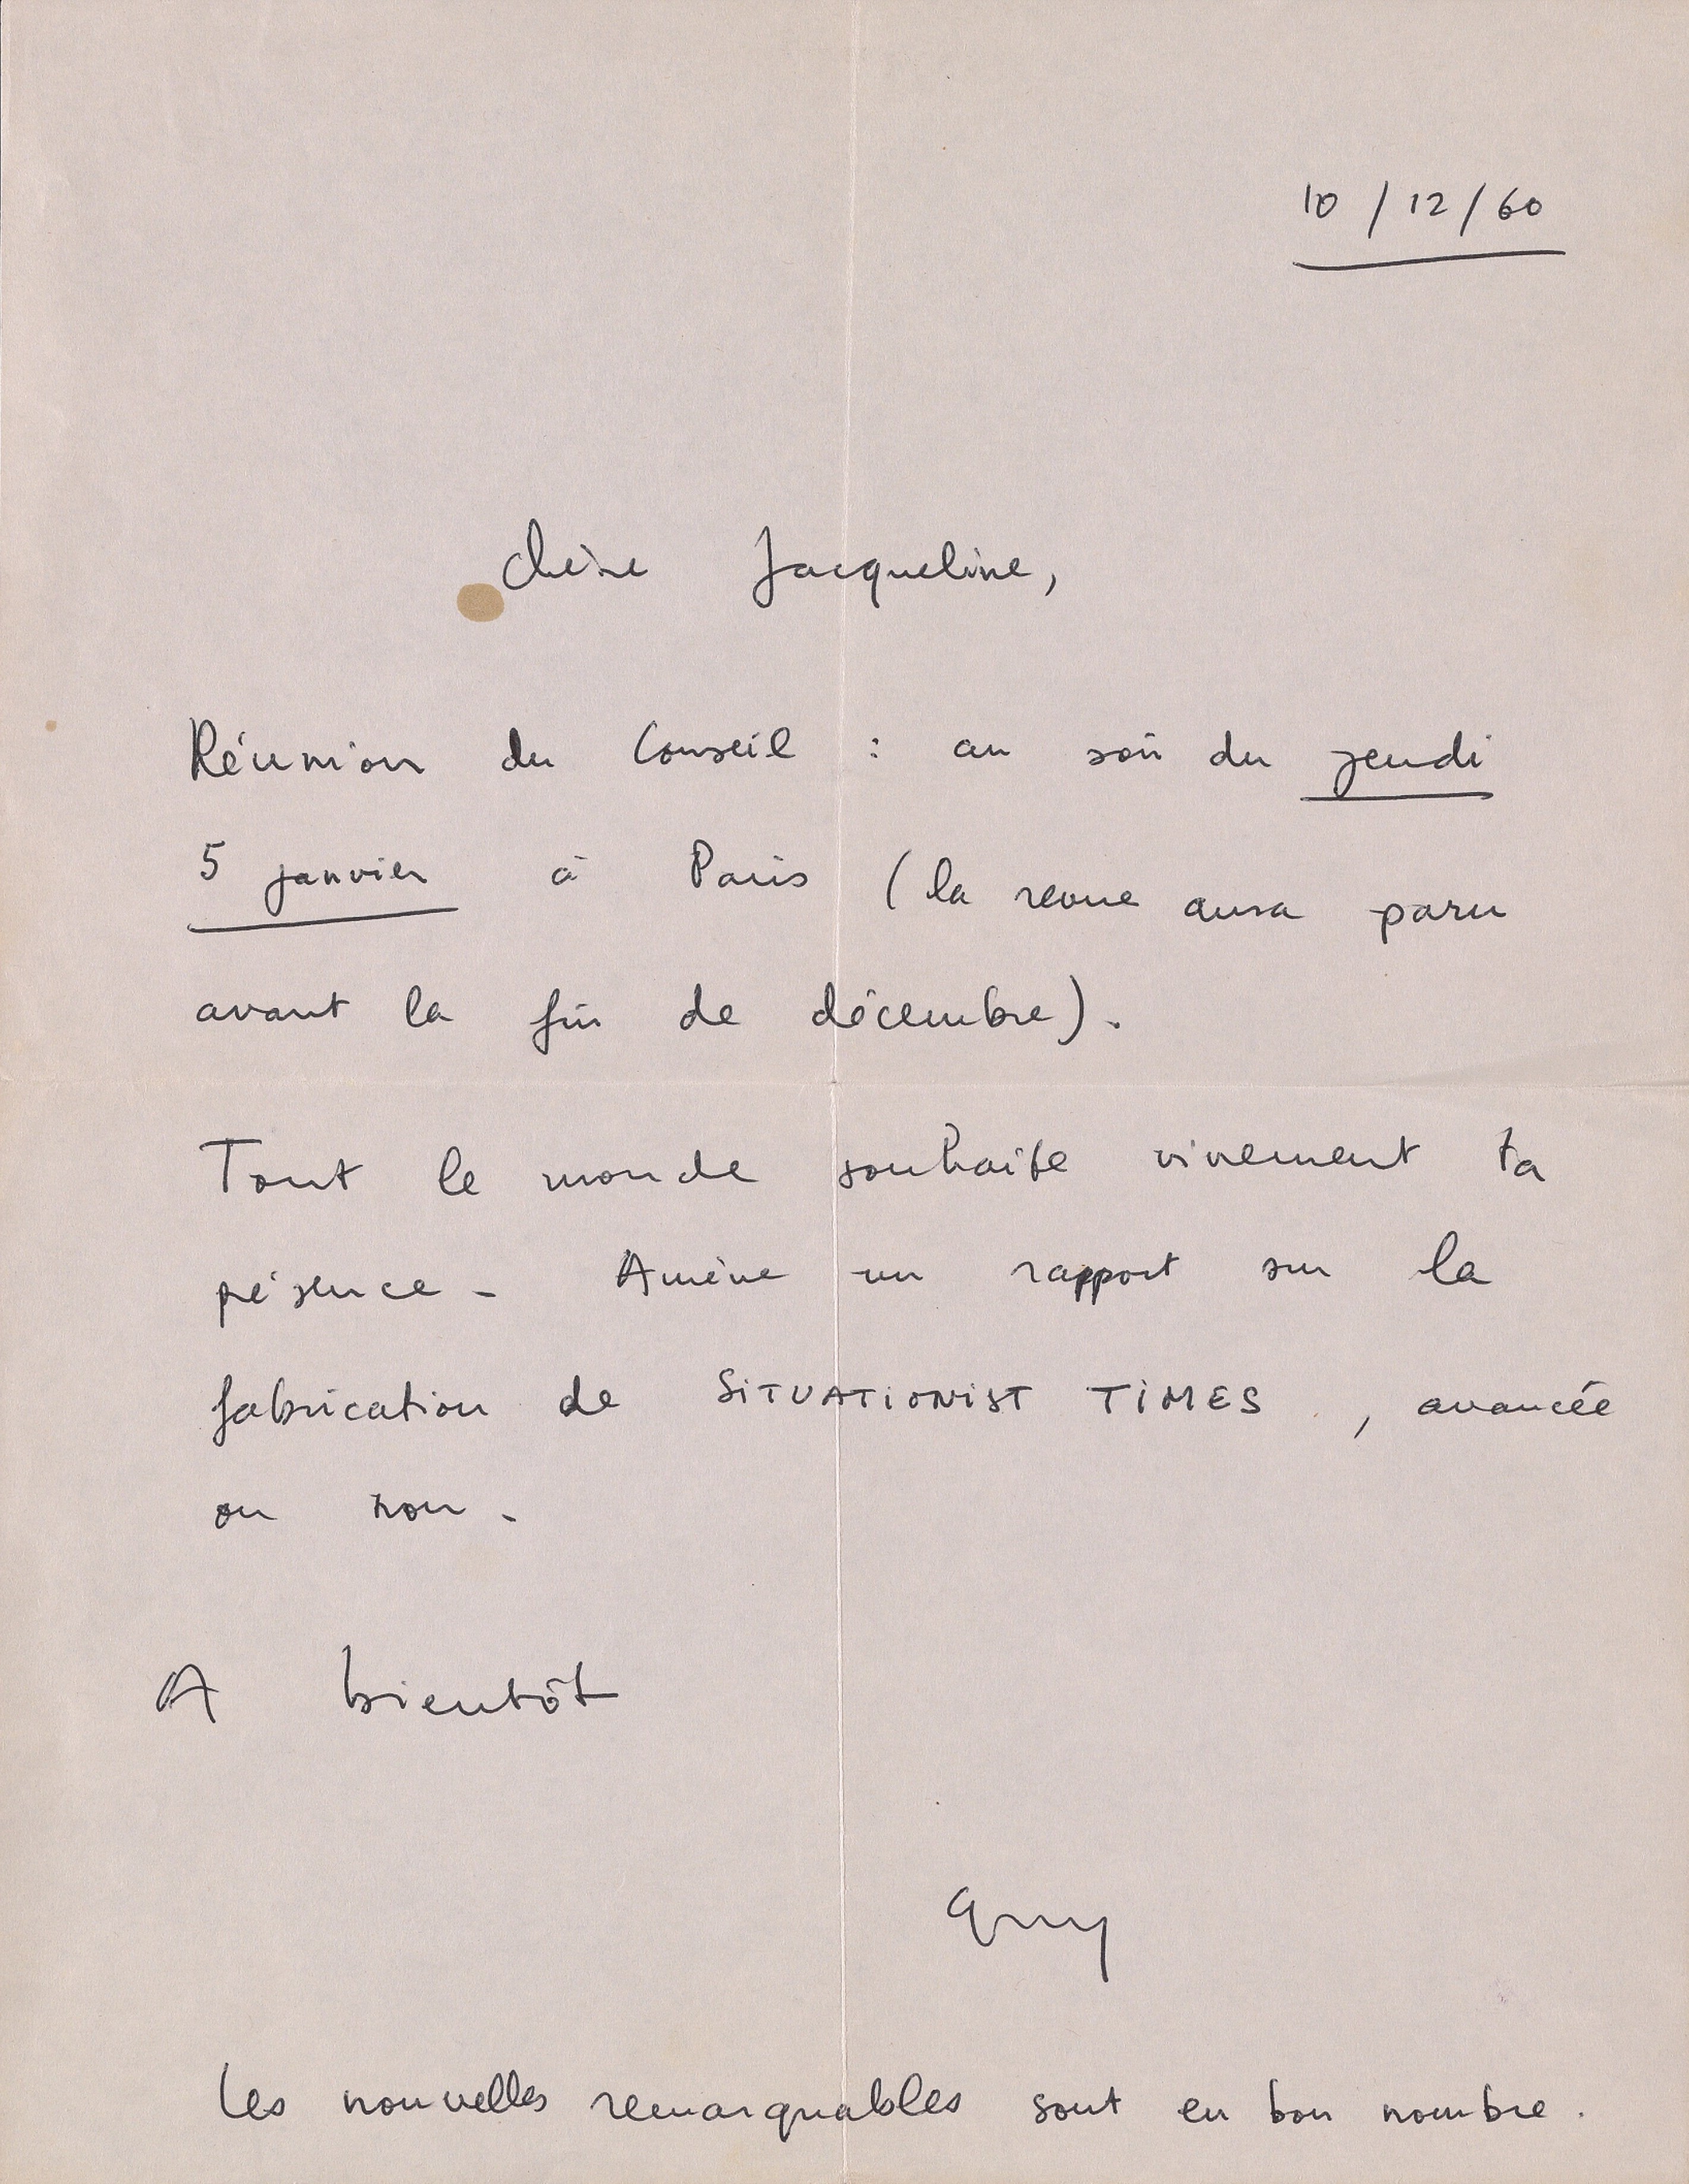 10/12/60
Chère Jacqueline,
Réunion du Conseil : au soir du jeudi
5 janvier à Paris (la revue aura paru
avant la fin de décembre).
Tout le monde souhaite vivement ta
présence. Amène un rapport sur la
fabrication de SITUATIONIST TIMES, avancée
ou non.
A bientôt
Guy
Les nouvelles remarquables sont en bon nombre.